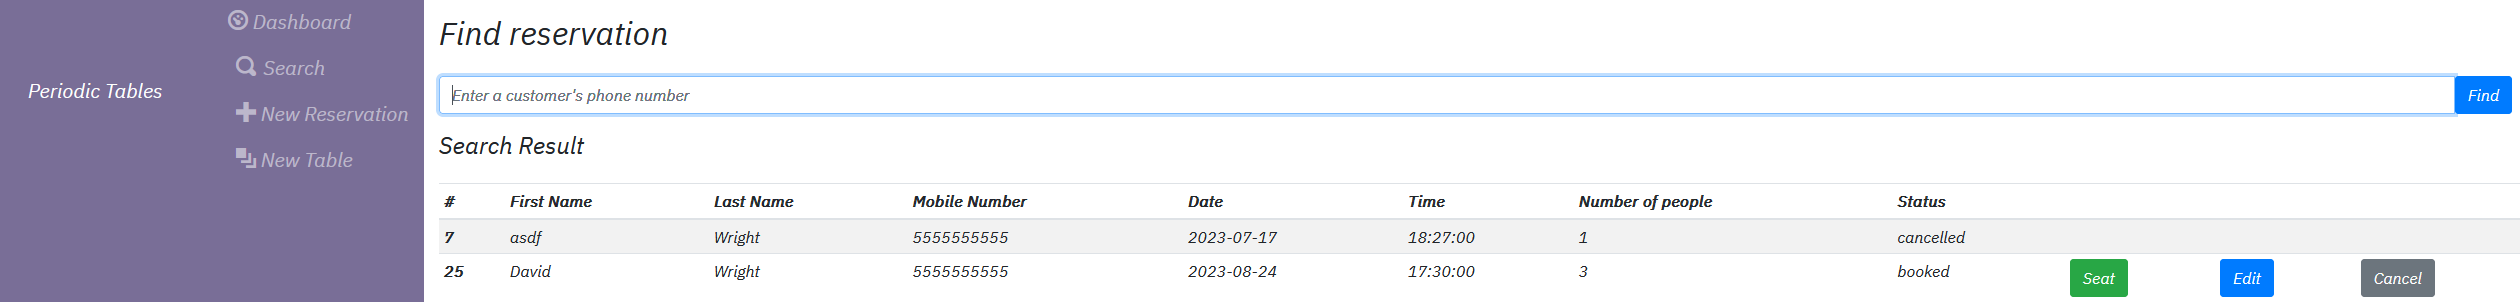 Periodic Tables
Dashboard
Search
New Reservation
New Table
Find reservation
Enter a customer's phone number
Find
Search Result
# First Name Last Name Mobile Number Date Time Number of people Status
7 asdf Wright 5555555555 2023-07-17 18:27:00 1 cancelled
25 David Wright 5555555555 2023-08-24 17:30:00 3 booked Seat Edit Cancel